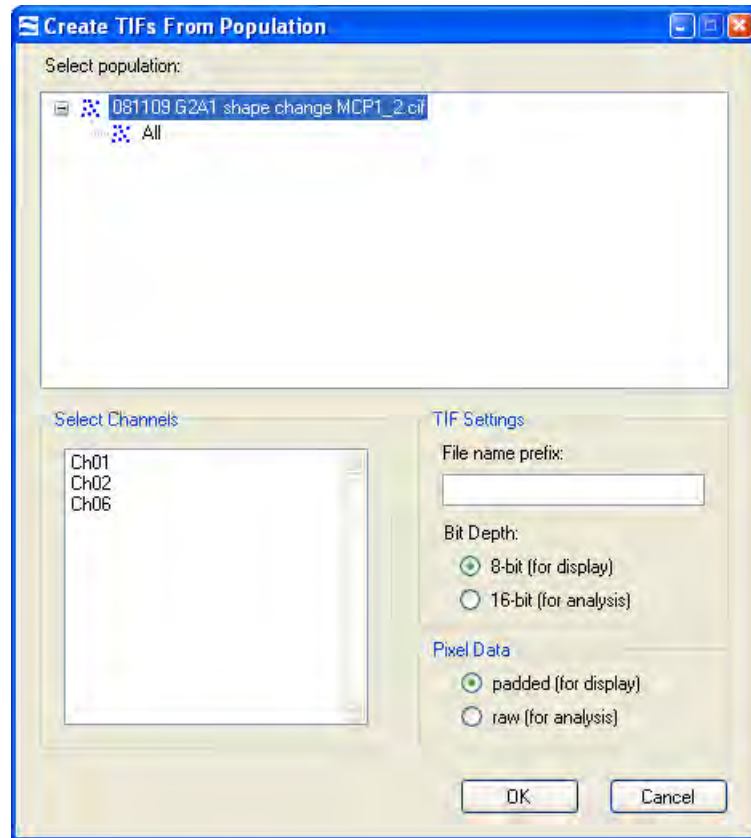 Create TIFs From Population
Select population:
081109 G2A1 shape change MCP1_2.cif
All
Select Channels
Ch01
Ch02
Ch06
TIF Settings
File name prefix:
Bit Depth:
8-bit (for display)
16-bit (for analysis)
Pixel Data
padded (for display)
raw (for analysis)
OK
Cancel